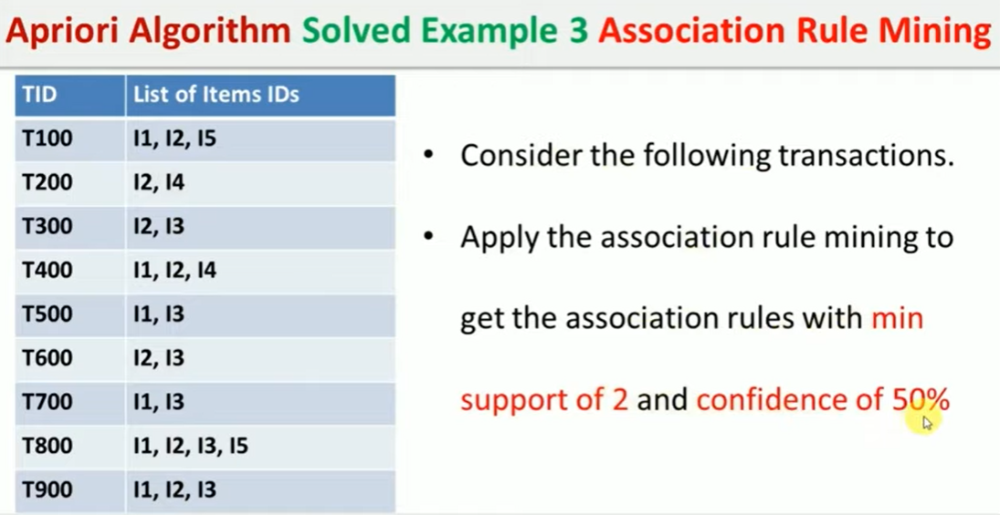 Apriori Algorithm Solved Example 3 Association Rule Mining
TID List of Items IDs
T100 I1, I2, I5
T200 I2, I4
T300 I2, I3
T400 I1, I2, I4
T500 I1, I3
T600 I2, I3
T700 I1, I3
T800 I1, I2, I3, I5
T900 I1, I2, I3
• Consider the following transactions.
• Apply the association rule mining to
get the association rules with min
support of 2 and confidence of 50%